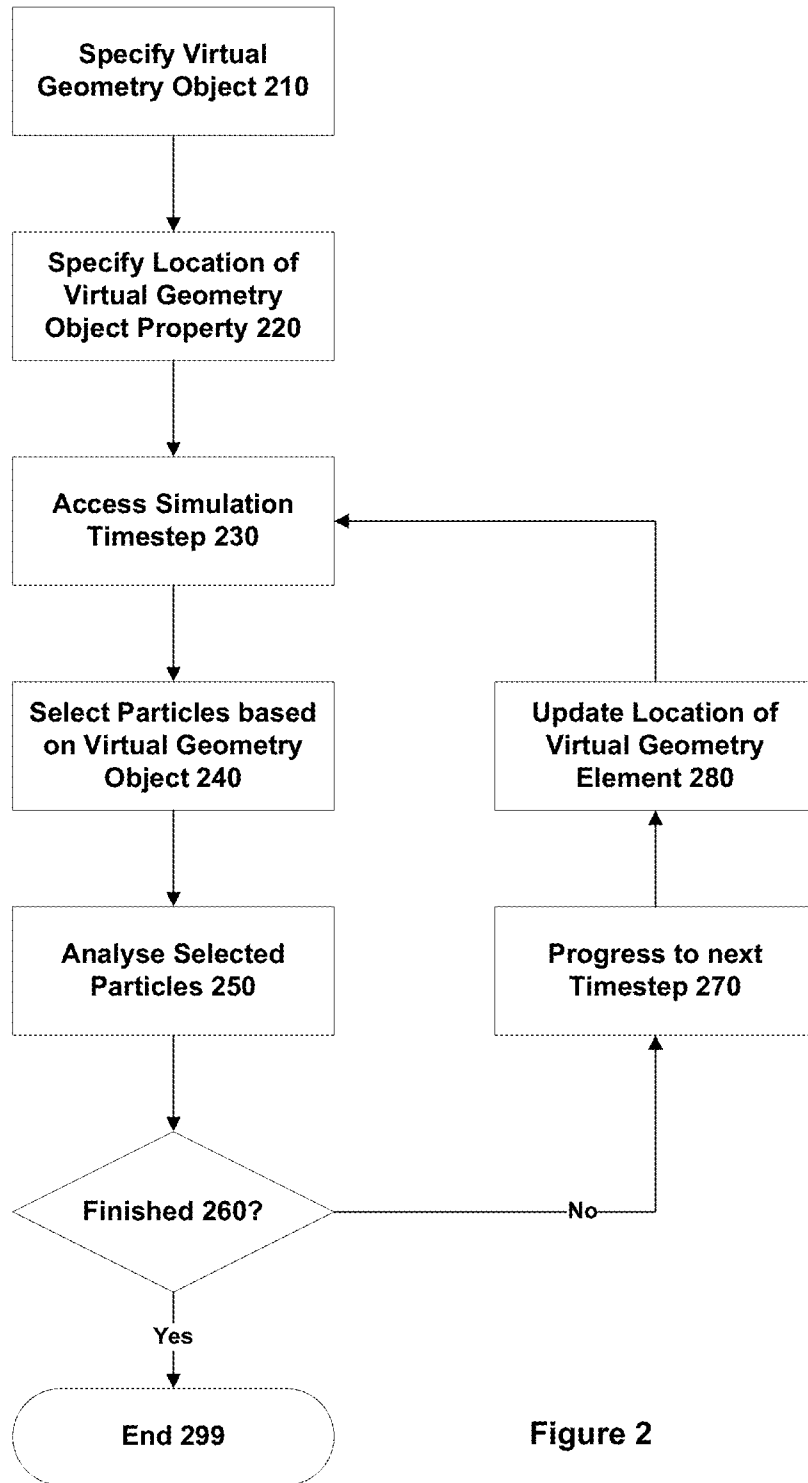 Specify Virtual
Geometry Object 210
Specify Location of
Virtual Geometry
Object Property 220
Access Simulation
Timestep 230
Select Particles based
on Virtual Geometry
Object 240
Update Location of
Virtual Geometry
Element 280
Analyse Selected
Particles 250
Progress to next
Timestep 270
Finished 260?
No
Yes
End 299
Figure 2